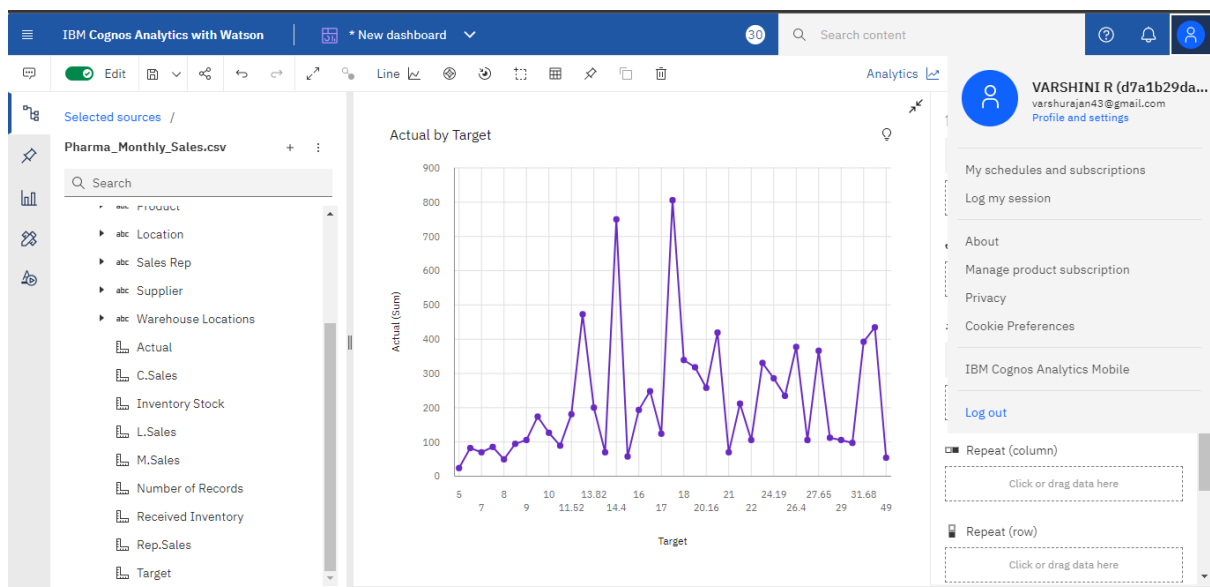 IBM Cognos Analytics with Watson
* New dashboard
30
Search content
Edit
Line
Analytics
VARSHINI R (d7a1b29da...
varshurajan43@gmail.com
Profile and settings
My schedules and subscriptions
Log my session
About
Manage product subscription
Privacy
Cookie Preferences
IBM Cognos Analytics Mobile
Log out
Selected sources /
Pharma_Monthly_Sales.csv
Search
abc Product
abc Location
abc Sales Rep
abc Supplier
abc Warehouse Locations
Actual
C.Sales
Inventory Stock
L.Sales
M.Sales
Number of Records
Received Inventory
Rep.Sales
Target
Actual by Target
Actual (Sum)
900
800
700
600
500
400
300
200
100
0
5 8 10 13.82 16 18 21 24.19 27.65 31.68
7 9 11.52 14.4 17 20.16 22 26.4 29 49
Target
Repeat (column)
Click or drag data here
Repeat (row)
Click or drag data here